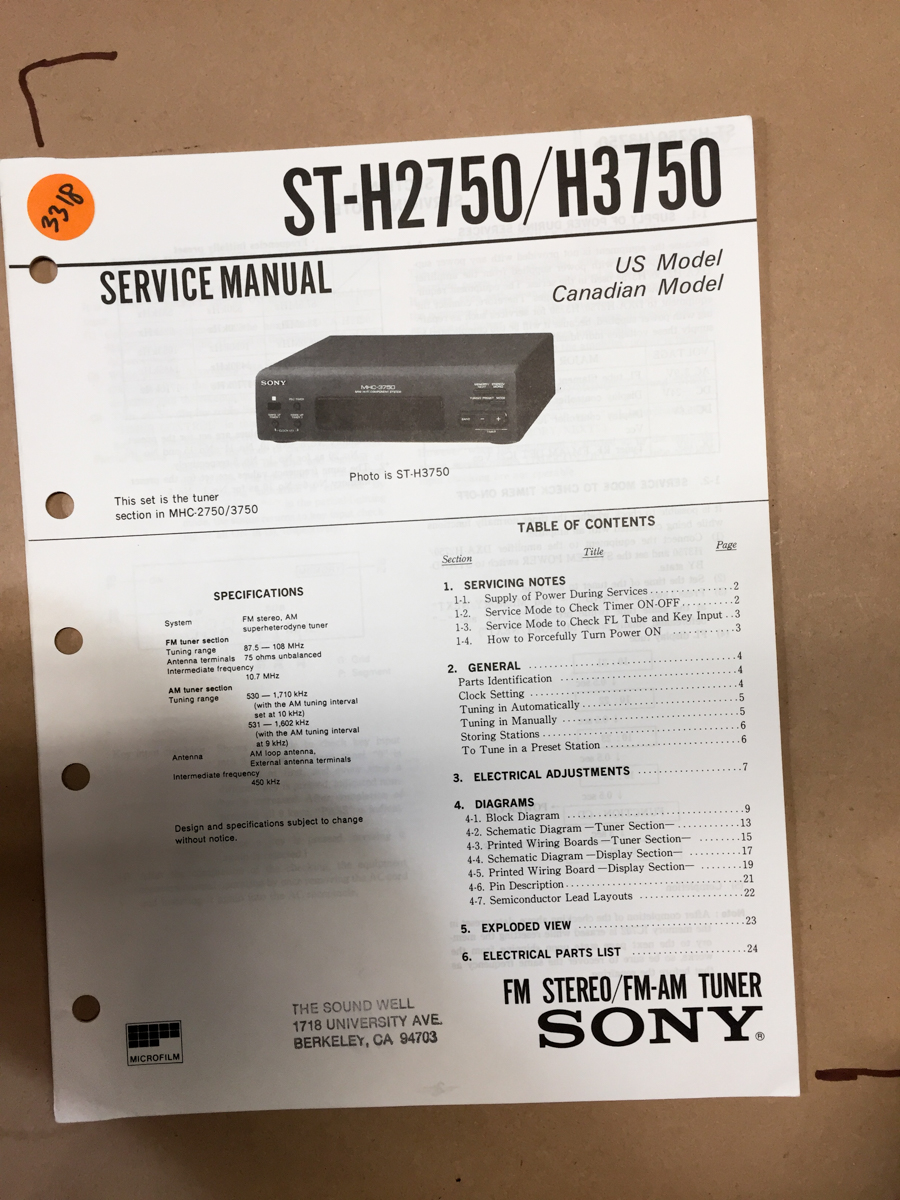 3318
ST-H2750/H3750
SERVICE MANUAL
US Model
Canadian Model
SONY
MHC-3750
Photo is ST-H3750
This set is the tuner
section in MHC-2750/3750
SPECIFICATIONS
System FM stereo, AM
superheterodyne tuner
FM tuner section
Tuning range 87.5 — 108 MHz
Antenna terminals 75 ohms unbalanced
Intermediate frequency
10.7 MHz
AM tuner section
Tuning range 530 — 1,710 kHz
(with the AM tuning interval
set at 10 kHz)
531 — 1,602 kHz
(with the AM tuning interval
at 9 kHz)
Antenna AM loop antenna,
External antenna terminals
Intermediate frequency
450 kHz
Design and specifications subject to change
without notice.
TABLE OF CONTENTS
Section Title Page
1. SERVICING NOTES
1-1. Supply of Power During Services 2
1-2. Service Mode to Check Timer ON-OFF 2
1-3. Service Mode to Check FL Tube and Key Input 3
1-4. How to Forcefully Turn Power ON 3
2. GENERAL 4
Parts Identification 4
Clock Setting 4
Tuning in Automatically 5
Tuning in Manually 5
Storing Stations 6
To Tune in a Preset Station 6
3. ELECTRICAL ADJUSTMENTS 7
4. DIAGRAMS
4-1. Block Diagram 9
4-2. Schematic Diagram —Tuner Section— 13
4-3. Printed Wiring Boards —Tuner Section— 15
4-4. Schematic Diagram —Display Section— 17
4-5. Printed Wiring Board —Display Section— 19
4-6. Pin Description 21
4-7. Semiconductor Lead Layouts 22
5. EXPLODED VIEW 23
6. ELECTRICAL PARTS LIST 24
FM STEREO/FM-AM TUNER
SONY®
MICROFILM
THE SOUND WELL
1718 UNIVERSITY AVE.
BERKELEY, CA 94703